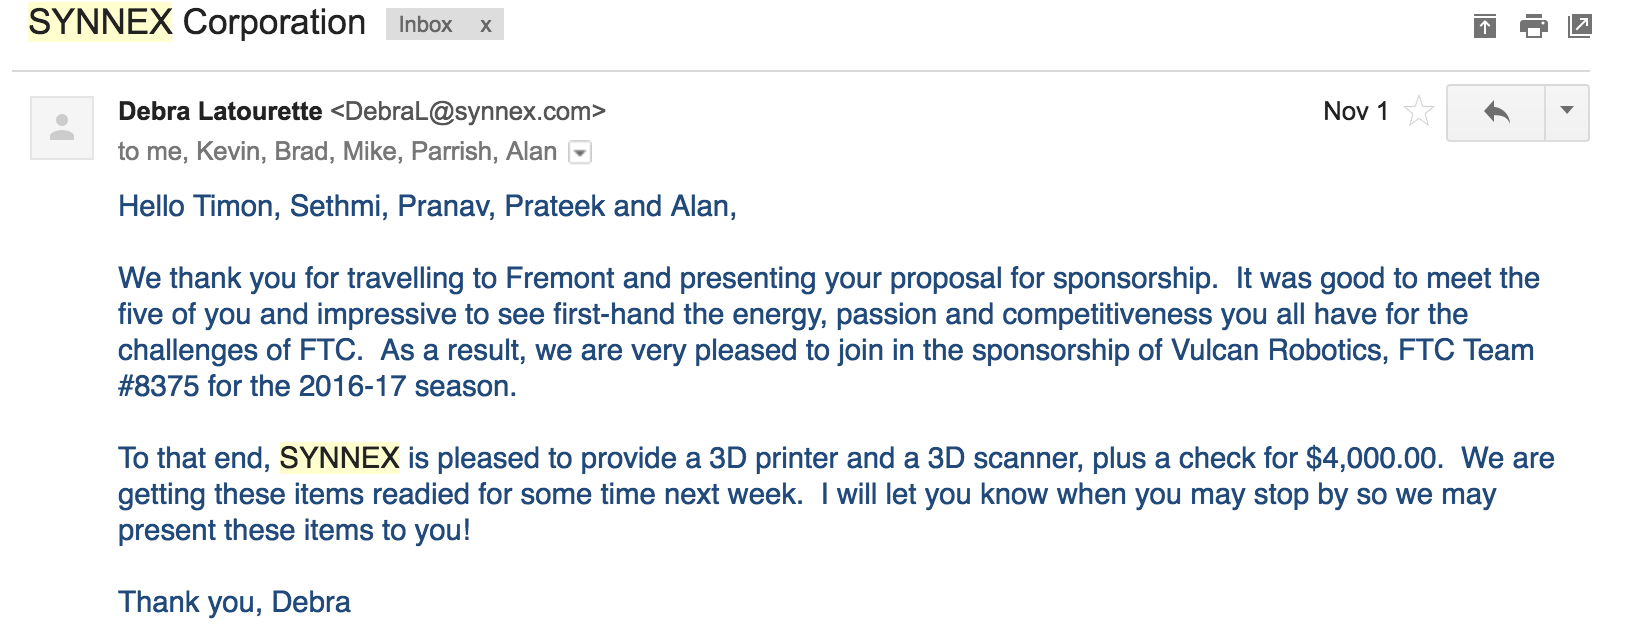 SYNNEX Corporation Inbox x
Debra Latourette <DebraL@synnex.com> Nov 1
to me, Kevin, Brad, Mike, Parrish, Alan
Hello Timon, Sethmi, Pranav, Prateek and Alan,
We thank you for travelling to Fremont and presenting your proposal for sponsorship.  It was good to meet the
five of you and impressive to see first-hand the energy, passion and competitiveness you all have for the
challenges of FTC.  As a result, we are very pleased to join in the sponsorship of Vulcan Robotics, FTC Team
#8375 for the 2016-17 season.
To that end, SYNNEX is pleased to provide a 3D printer and a 3D scanner, plus a check for $4,000.00.  We are
getting these items readied for some time next week.  I will let you know when you may stop by so we may
present these items to you!
Thank you, Debra